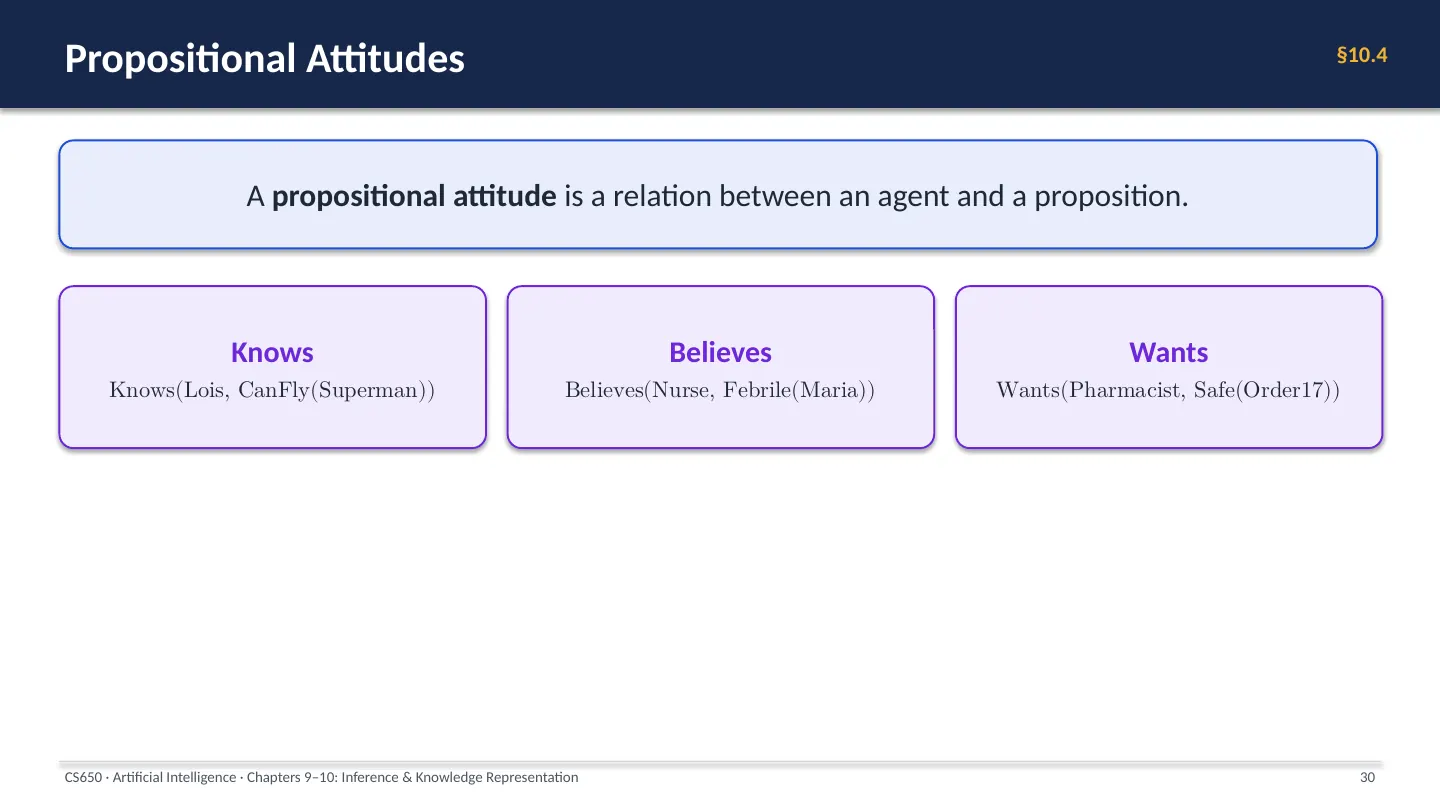 Propositional Attitudes
§10.4
A propositional attitude is a relation between an agent and a proposition.
Knows
Knows(Lois, CanFly(Superman))
Believes
Believes(Nurse, Febrile(Maria))
Wants
Wants(Pharmacist, Safe(Order17))
CS650 · Artificial Intelligence · Chapters 9–10: Inference & Knowledge Representation
30